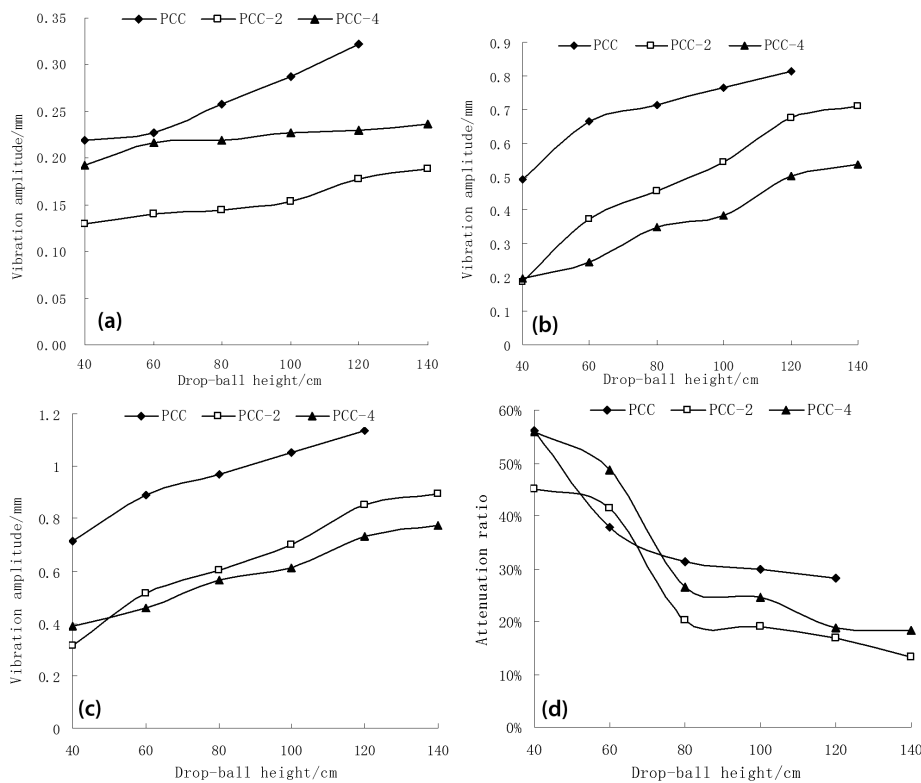 PCC PCC-2 PCC-4
0.35
0.30
0.25
0.20
0.15
0.10
0.05
0.00
Vibration amplitude/mm
(a)
40 60 80 100 120 140
Drop-ball height/cm
PCC PCC-2 PCC-4
0.9
0.8
0.7
0.6
0.5
0.4
0.3
0.2
0.1
0
Vibration amplitude/mm
(b)
40 60 80 100 120 140
Drop-ball height/cm
PCC PCC-2 PCC-4
1.2
1
0.8
0.6
0.4
0.2
0
Vibration amplitude/mm
(c)
40 60 80 100 120 140
Drop-ball height/cm
PCC PCC-2 PCC-4
60%
50%
40%
30%
20%
10%
0%
Attenuation ratio
(d)
40 60 80 100 120 140
Drop-ball height/cm